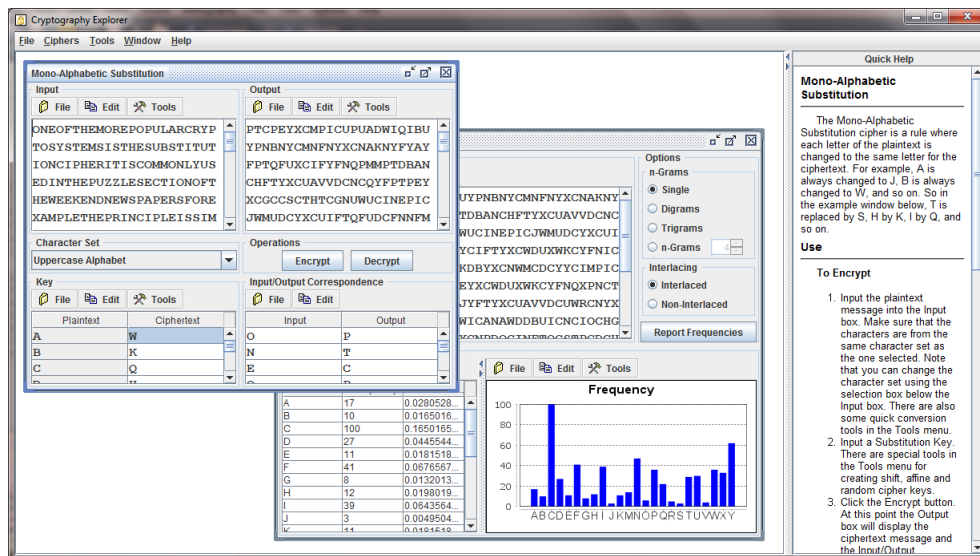 Cryptography Explorer
File Ciphers Tools Window Help
Mono-Alphabetic Substitution
Input
File Edit Tools
ONEOFTHEMOREPOPULARCRYP
TOSYSTEMSISTHESUBSTITUT
IONCIPHERITISCOMMONLYUS
EDINTHEPUZZLESECTIONOFT
HEWEEKENDNEWSPAPERSFORE
XAMPLETHEPRINCIPLEISSIM
Output
File Edit Tools
PTCPEYXCMPICUPUADWIQIBU
YPNBNYCMNFNYXCNAKNYFYAY
FPTQFUXCIFYFNQPMMPTDBAN
CHFTYXCUAVVDCNCQYFPTPEY
XCGCCSCTHTCGNUWUCINEPIC
JWMUDCYXCUIFTQFUDCFNNFM
Character Set
Uppercase Alphabet
Operations
Encrypt Decrypt
Key
File Edit Tools
Plaintext Ciphertext
A W
B K
C Q
Input/Output Correspondence
File Edit
Input Output
O P
N T
E C
UYPNBNYCMNFNYXCNAKNY
TDBANCHFTYXCUAVVDCNC
WUCINEPICJWMUDCYXCUI
YCIFTYXCWDUXWKCYFNIC
KDBYXCNWMCDCYYCIMPIC
EYXCWDUXWKCYFNQXPNCT
JYFTYXCUAVVDCUWRCNYX
WICANAWDDBUICNCIOCHG
Options
n-Grams
Single
Digrams
Trigrams
n-Grams 4
Interlacing
Interlaced
Non-Interlaced
Report Frequencies
A 17 0.0280528...
B 10 0.0165016...
C 100 0.1650165...
D 27 0.0445544...
E 11 0.0181518...
F 41 0.0676567...
G 8 0.0132013...
H 12 0.0198019...
I 39 0.0643564...
J 3 0.0049504...
K 11 0.0181518...
File Edit Tools
Frequency
100
80
60
40
20
0
ABCDEFGHIJKMNOPQRSTUVWXY
Quick Help
Mono-Alphabetic
Substitution
The Mono-Alphabetic
Substitution cipher is a rule where
each letter of the plaintext is
changed to the same letter for the
ciphertext. For example, A is
always changed to J, B is always
changed to W, and so on. So in
the example window below, T is
replaced by S, H by K, I by Q, and
so on.
Use
To Encrypt
1. Input the plaintext
message into the Input
box. Make sure that the
characters are from the
same character set as
the one selected. Note
that you can change the
character set using the
selection box below the
Input box. There are also
some quick conversion
tools in the Tools menu.
2. Input a Substitution Key.
There are special tools in
the Tools menu for
creating shift, affine and
random cipher keys.
3. Click the Encrypt button.
At this point the Output
box will display the
ciphertext message and
the Input/Output